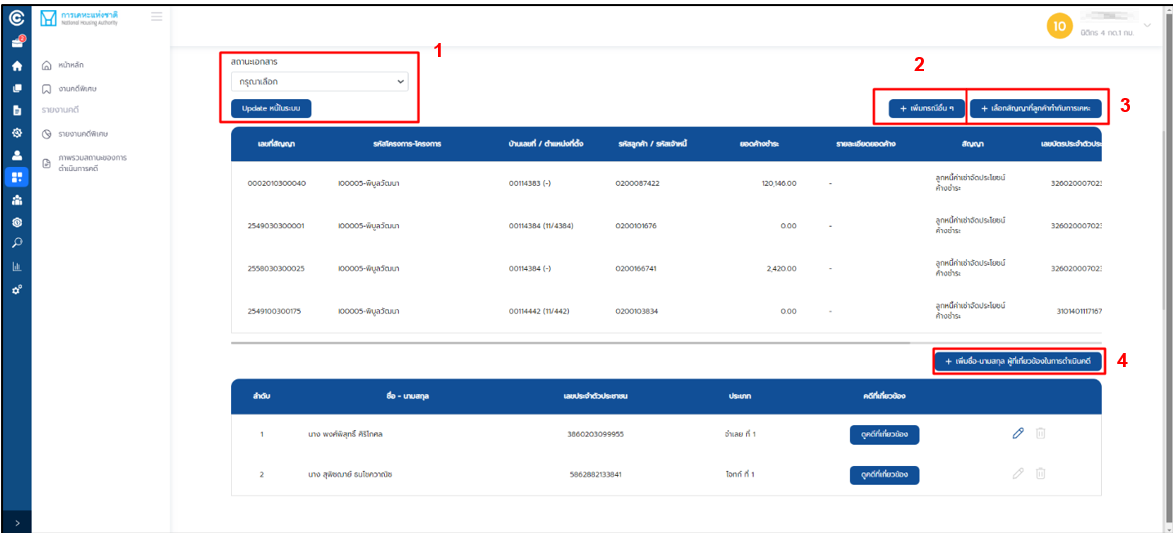 การเคหะแห่งชาติ
National Housing Authority
10
นิติกร 4 กด.1 กม.
หน้าหลัก
งานคดีพิเศษ
รายงานคดี
รายงานคดีพิเศษ
ภาพรวมสถานะของการ
ดำเนินการคดี
1
สถานะเอกสาร
กรุณาเลือก
Update หนี้ในระบบ
2
+ เพิ่มกรณีอื่น ๆ
+ เลือกสัญญาที่ลูกค้าทำกับการเคหะ
3
เลขที่สัญญา รหัสโครงการ-โครงการ บ้านเลขที่ / ตำแหน่งที่ตั้ง รหัสลูกค้า / รหัสเจ้าหนี้ ยอดค้างชำระ รายละเอียดยอดค้าง สัญญา เลขบัตรประจำตัวประ
0002010300040 I00005-พิบูลวัฒนา 00114383 (-) 0200087422 120,146.00 - ลูกหนี้ค่าเช่าจัดประโยชน์
ค้างชำระ 326020007023
2549030300001 I00005-พิบูลวัฒนา 00114384 (11/4384) 0200101676 0.00 - ลูกหนี้ค่าเช่าจัดประโยชน์
ค้างชำระ 326020007023
2558030300025 I00005-พิบูลวัฒนา 00114384 (-) 0200166741 2,420.00 - ลูกหนี้ค่าเช่าจัดประโยชน์
ค้างชำระ 326020007023
2549100300175 I00005-พิบูลวัฒนา 00114442 (11/442) 0200103834 0.00 - ลูกหนี้ค่าเช่าจัดประโยชน์
ค้างชำระ 3101401117167
+ เพิ่มชื่อ-นามสกุล ผู้ที่เกี่ยวข้องในการดำเนินคดี
4
ลำดับ ชื่อ - นามสกุล เลขประจำตัวประชาชน ประเภท คดีที่เกี่ยวข้อง
1 นาง พงศ์พิสุทธิ์ ศิริโกศล 3860203099955 จำเลย ที่ 1 ดูคดีที่เกี่ยวข้อง
2 นาง สุพิชฌาย์ ธนโชควาณิช 5862882133841 โจทก์ ที่ 1 ดูคดีที่เกี่ยวข้อง